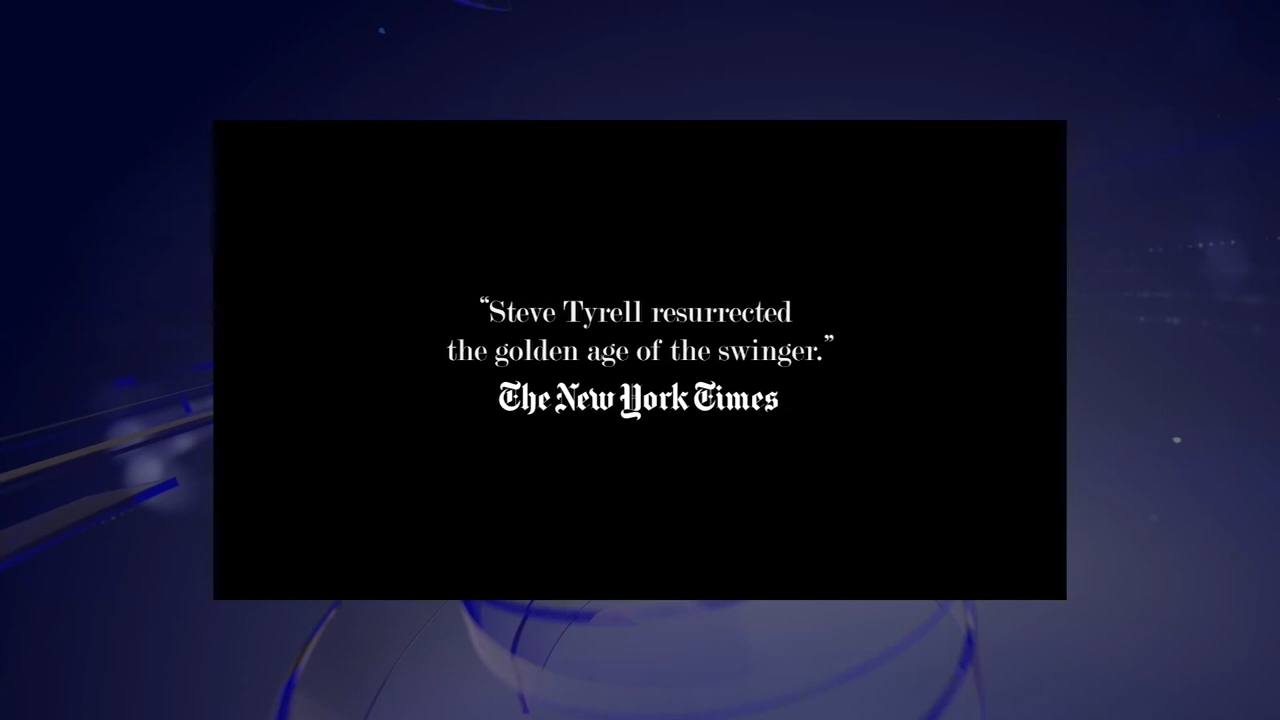 “Steve Tyrell resurrected
the golden age of the swinger.”
The New York Times